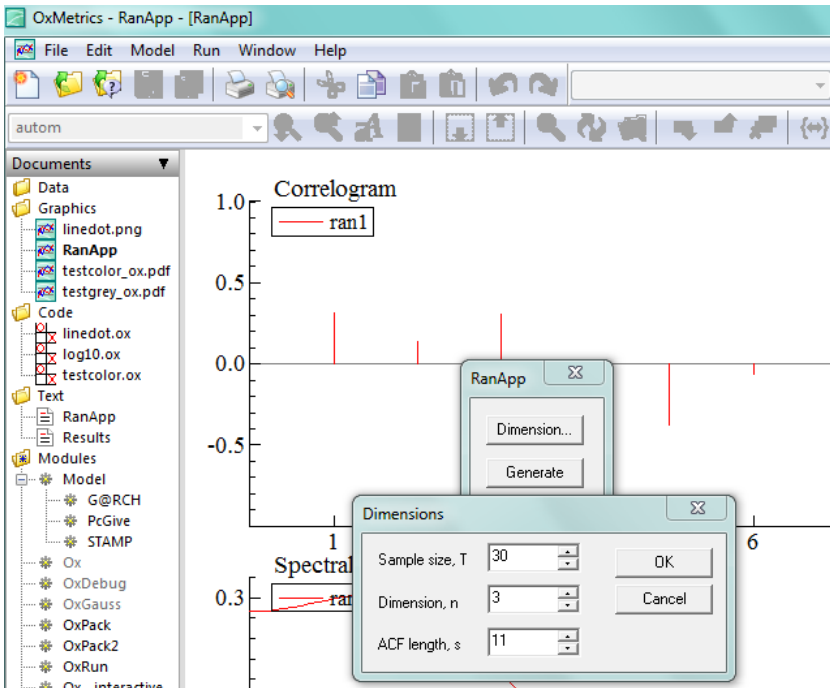 OxMetrics - RanApp - [RanApp]
File Edit Model Run Window Help
autom
Documents
Data
Graphics
linedot.png
RanApp
testcolor_ox.pdf
testgrey_ox.pdf
Code
linedot.ox
log10.ox
testcolor.ox
Text
RanApp
Results
Modules
Model
G@RCH
PcGive
STAMP
Ox
OxDebug
OxGauss
OxPack
OxPack2
OxRun
Ox interactive
Correlogram
1.0
ran1
0.5
0.0
-0.5
1 6
Spectral
0.3
ran
RanApp
Dimension...
Generate
Dimensions
Sample size, T 30 OK
Dimension, n 3 Cancel
ACF length, s 11